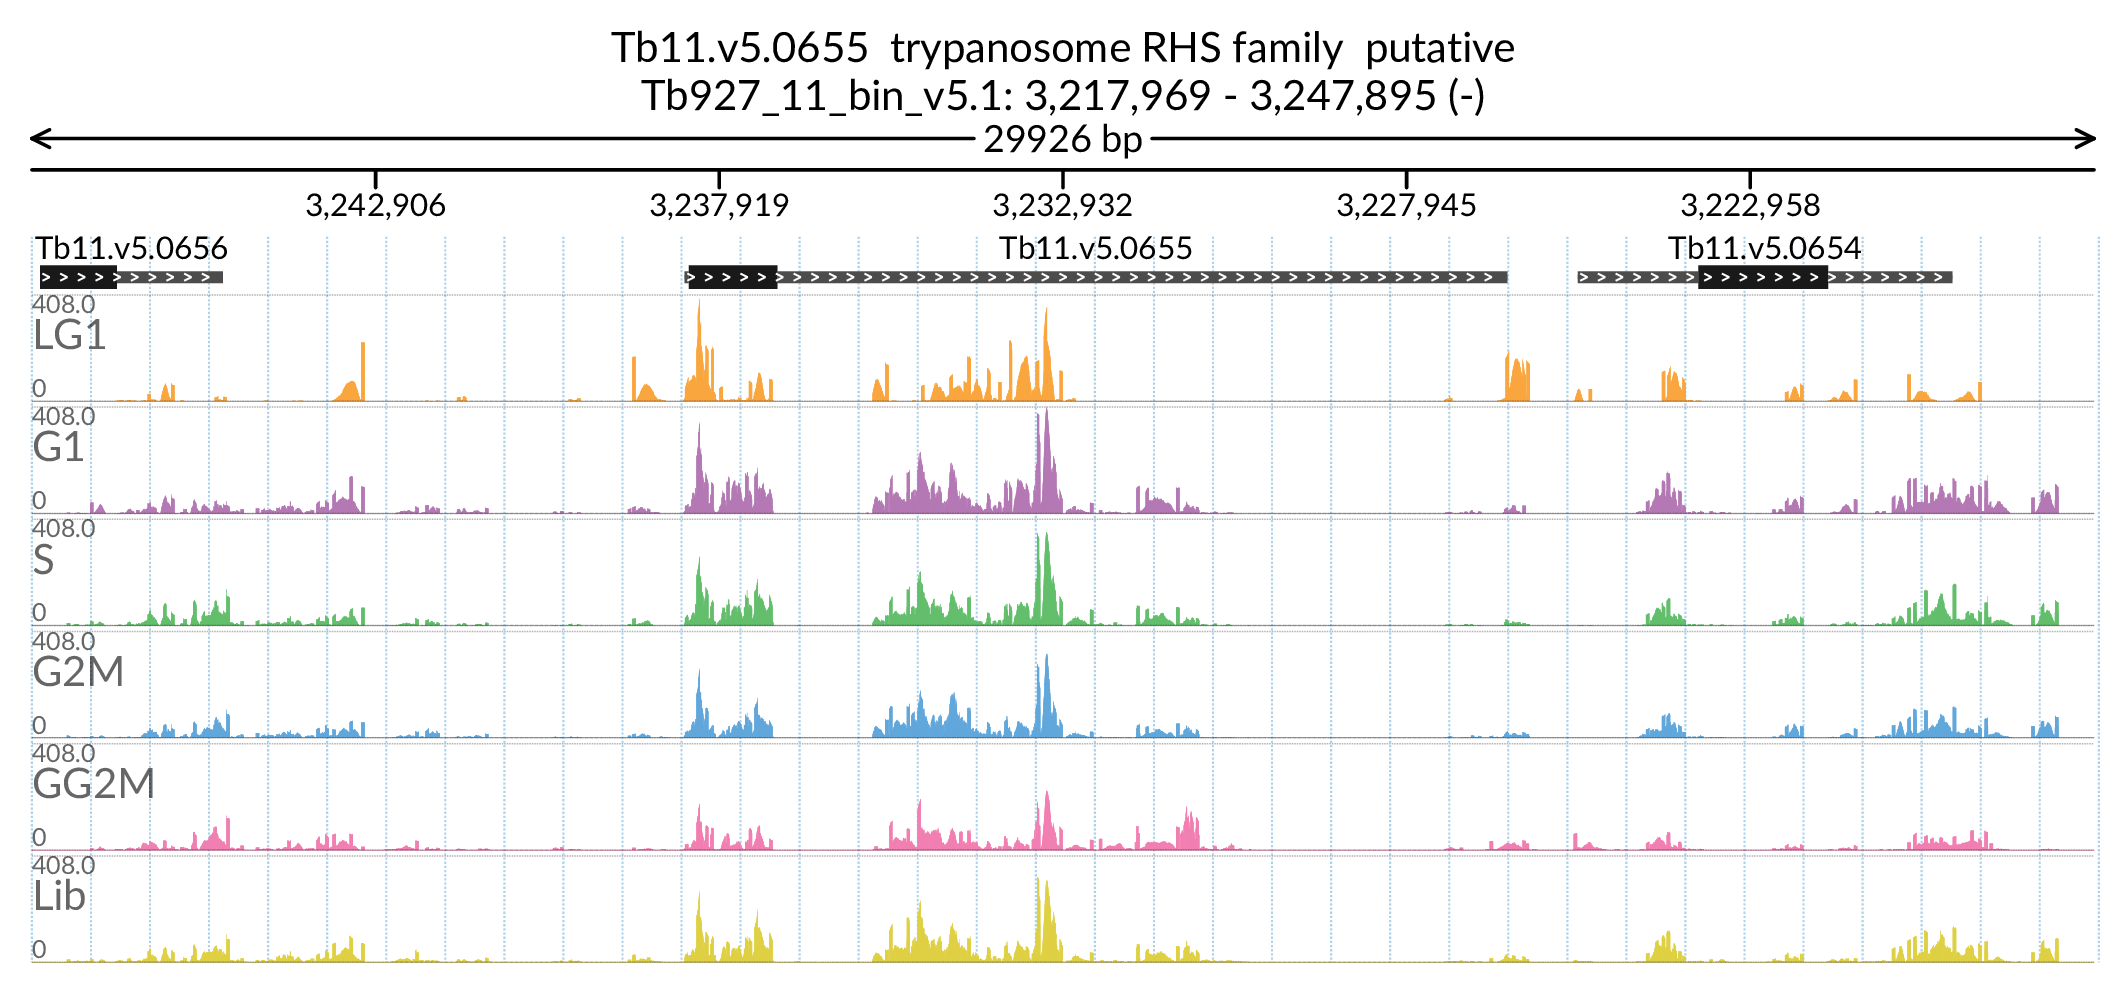 Tb11.v5.0655 trypanosome RHS family putative
Tb927_11_bin_v5.1: 3,217,969 - 3,247,895 (-)
29926 bp
3,242,906 3,237,919 3,232,932 3,227,945 3,222,958
Tb11.v5.0656 Tb11.v5.0655 Tb11.v5.0654
408.0
LG1
0
408.0
G1
0
408.0
S
0
408.0
G2M
0
408.0
GG2M
0
408.0
Lib
0